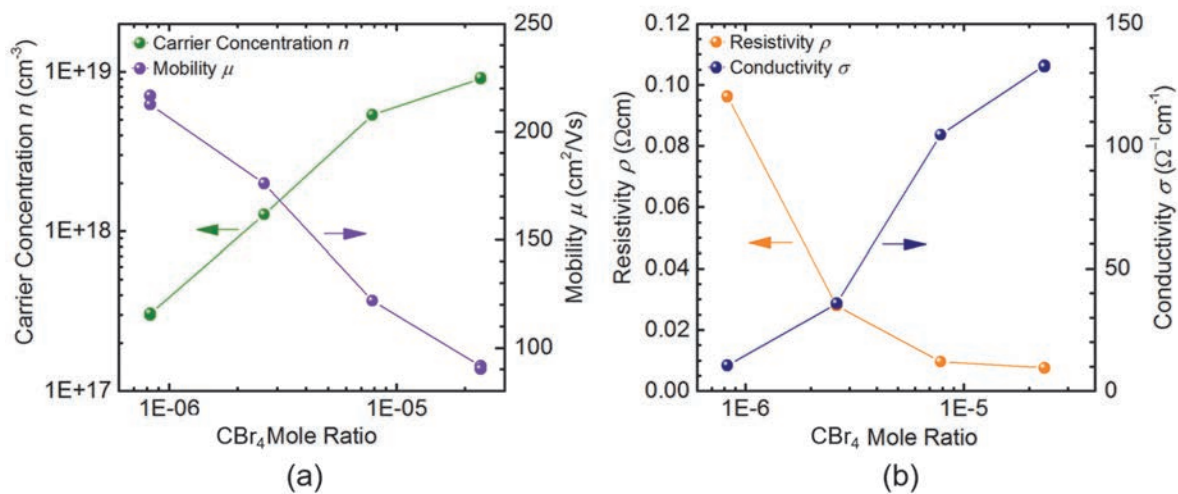 Carrier Concentration n (cm-3)
1E+19
1E+18
1E+17
Carrier Concentration n
Mobility μ
250
200
150
100
Mobility μ (cm2/Vs)
1E-06
1E-05
CBr4 Mole Ratio
(a)
Resistivity ρ (Ωcm)
0.12
0.10
0.08
0.06
0.04
0.02
0.00
Resistivity ρ
Conductivity σ
150
100
50
0
Conductivity σ (Ω-1cm-1)
1E-6
1E-5
CBr4 Mole Ratio
(b)